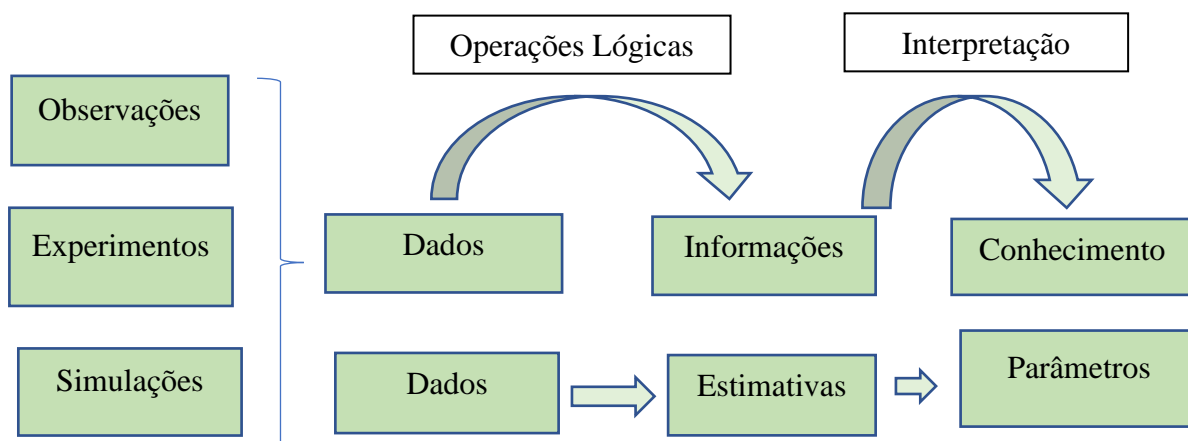 Operações Lógicas
Interpretação
Observações
Experimentos
Simulações
Dados
Informações
Conhecimento
Dados
Estimativas
Parâmetros